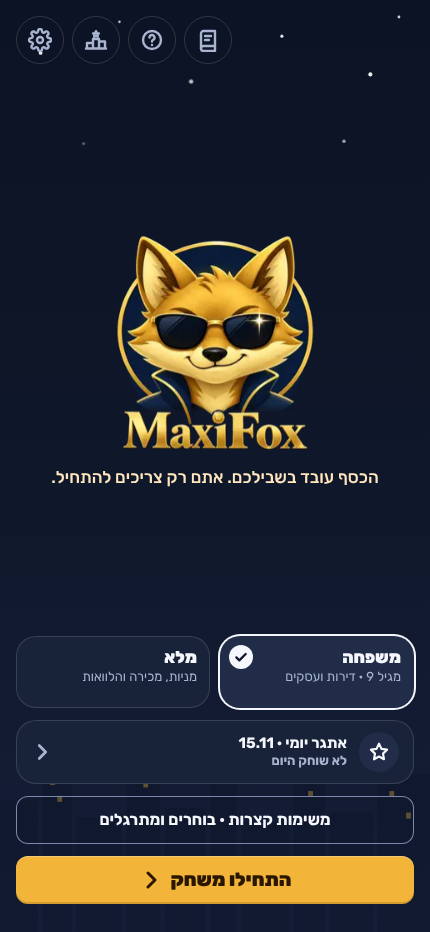 MaxiFox
הכסף עובד בשבילכם. אתם רק צריכים להתחיל.
משפחה
מגיל 9 • דירות ועסקים
מלא
מניות, מכירה והלוואות
אתגר יומי • 15.11
לא שוחק היום
משימות קצרות • בוחרים ומתרגלים
התחילו משחק